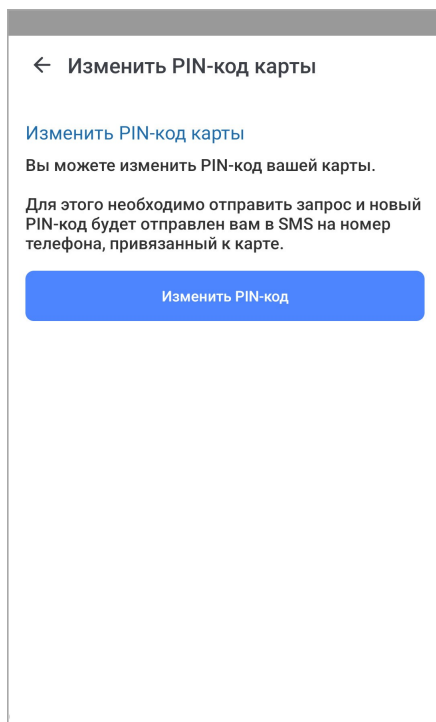 Изменить PIN-код карты
Изменить PIN-код карты
Вы можете изменить PIN-код вашей карты.
Для этого необходимо отправить запрос и новый
PIN-код будет отправлен вам в SMS на номер
телефона, привязанный к карте.
Изменить PIN-код